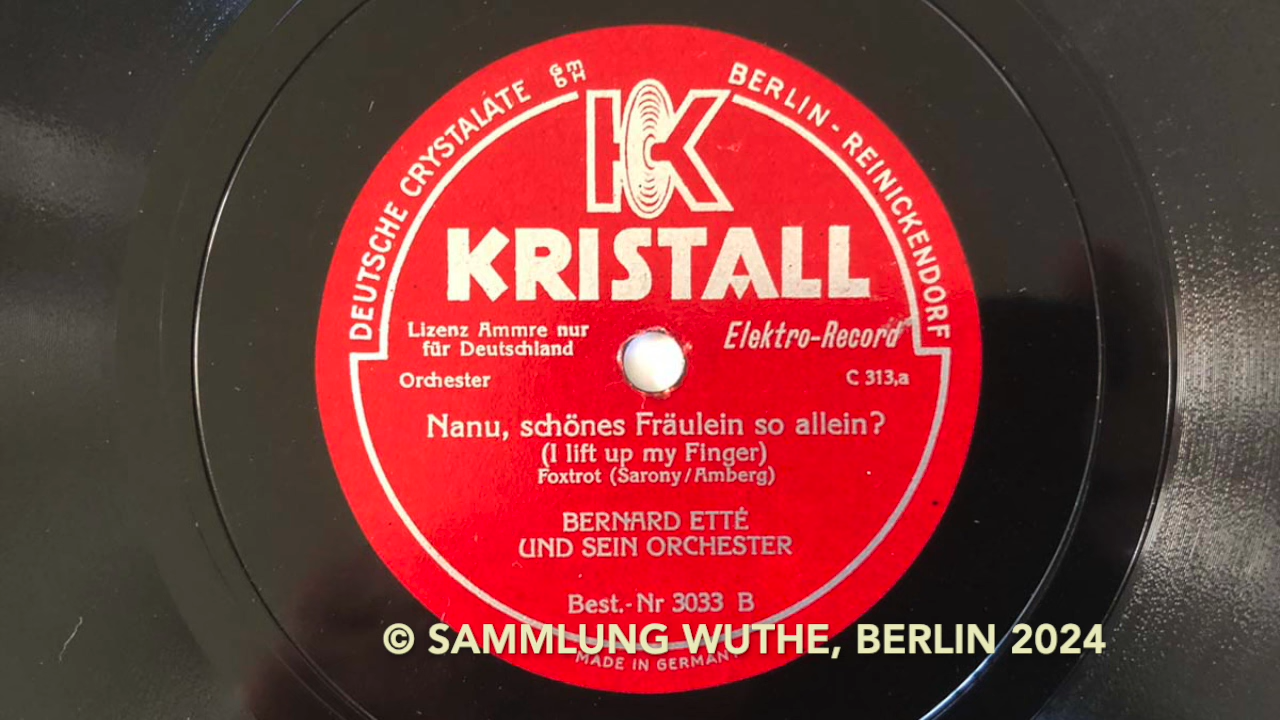 DEUTSCHE CRYSTALATE GmbH BERLIN-REINICKENDORF
K
KRISTALL
Lizenz Ammre nur
für Deutschland
Elektro-Record
Orchester
C 313,a
Nanu, schönes Fräulein so allein?
(I lift up my Finger)
Foxtrot (Sarony/Amberg)
BERNARD ETTÉ
UND SEIN ORCHESTER
Best.-Nr 3033 B
© SAMMLUNG WUTHE, BERLIN 2024
MADE IN GERMANY